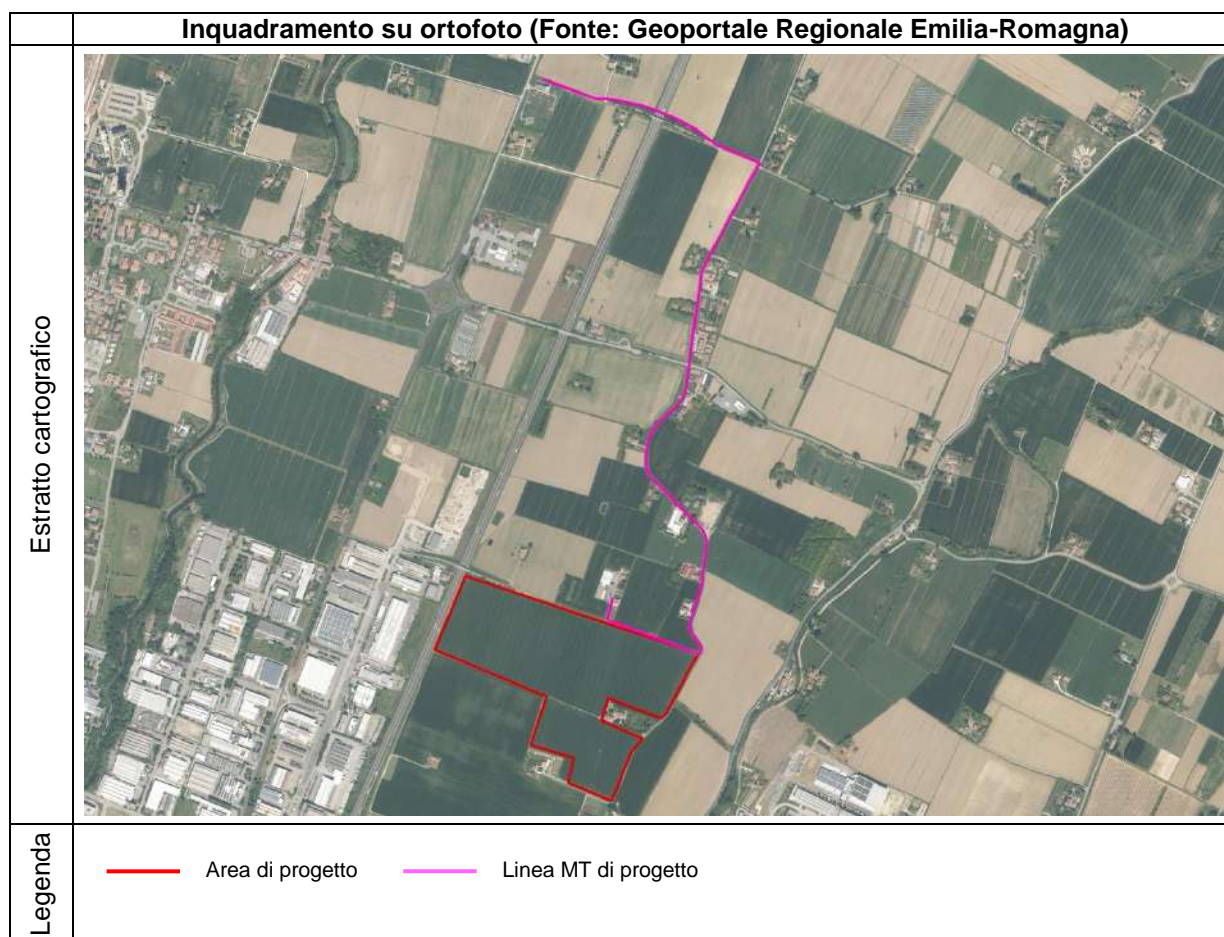 Inquadramento su ortofoto (Fonte: Geoportale Regionale Emilia-Romagna)
Estratto cartografico
Legenda
Area di progetto
Linea MT di progetto